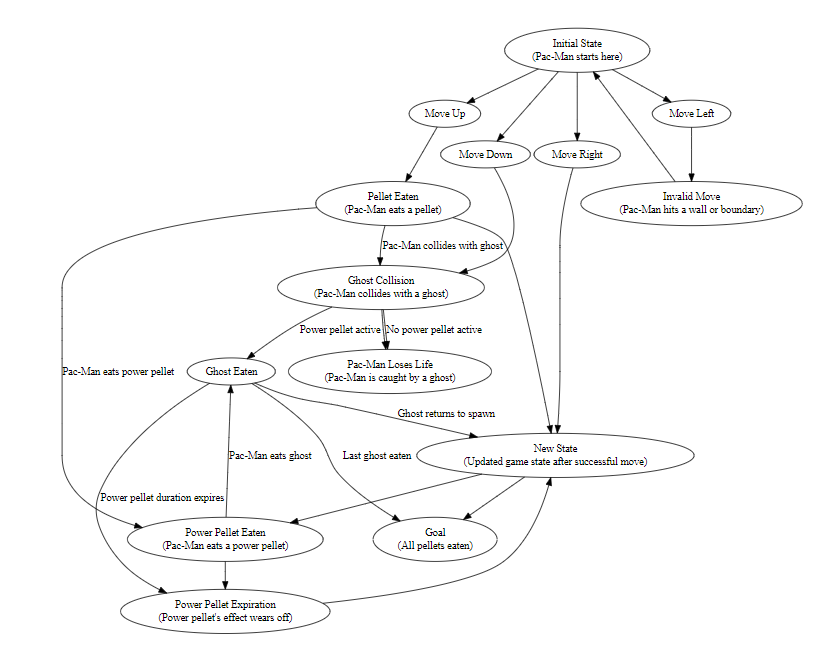 Initial State
(Pac-Man starts here)
Move Up
Move Left
Move Down
Move Right
Pellet Eaten
(Pac-Man eats a pellet)
Invalid Move
(Pac-Man hits a wall or boundary)
Pac-Man collides with ghost
Ghost Collision
(Pac-Man collides with a ghost)
Power pellet active
No power pellet active
Pac-Man eats power pellet
Ghost Eaten
Pac-Man Loses Life
(Pac-Man is caught by a ghost)
Ghost returns to spawn
Pac-Man eats ghost
Last ghost eaten
New State
(Updated game state after successful move)
Power pellet duration expires
Power Pellet Eaten
(Pac-Man eats a power pellet)
Goal
(All pellets eaten)
Power Pellet Expiration
(Power pellet's effect wears off)